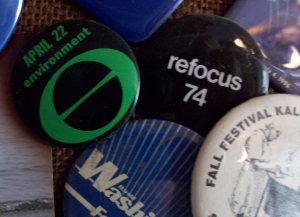 APRIL 22
environment
refocus
74
FALL FESTIVAL KAL
Washi